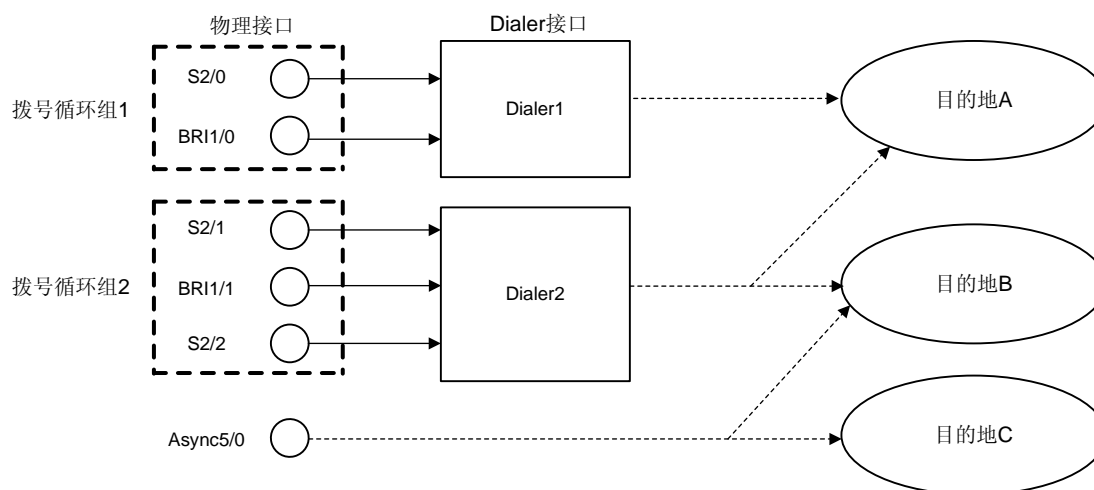 物理接口
Dialer接口
拨号循环组1
S2/0
BRI1/0
Dialer1
目的地A
拨号循环组2
S2/1
BRI1/1
S2/2
Dialer2
目的地B
Async5/0
目的地C